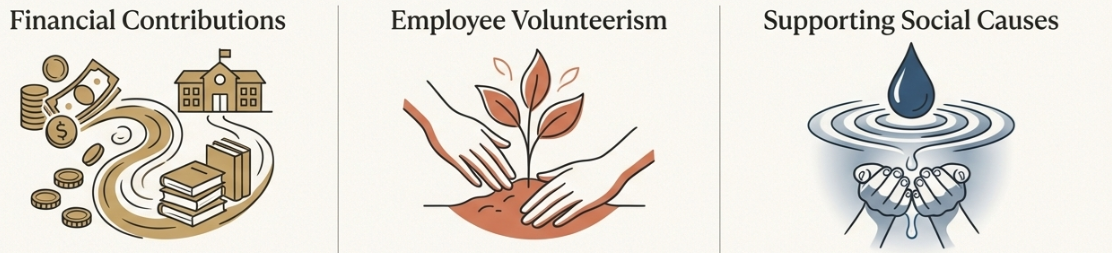 Financial Contributions
Employee Volunteerism
Supporting Social Causes
$